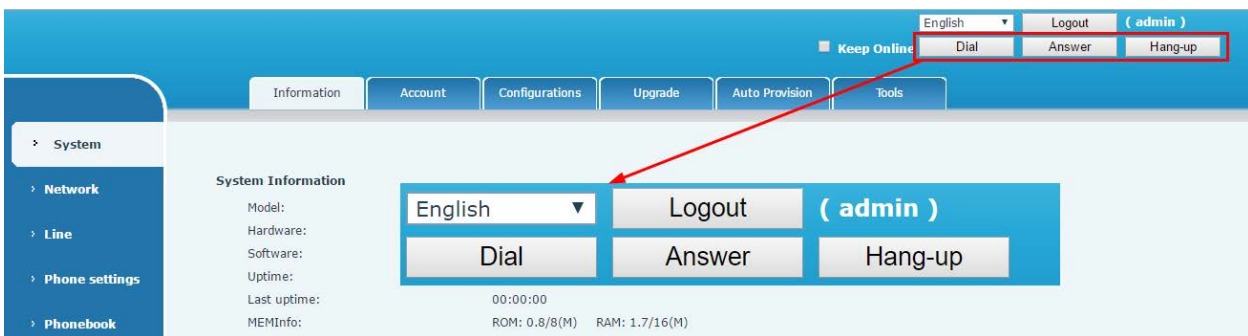 English Logout ( admin )
Keep Online Dial Answer Hang-up
Information Account Configurations Upgrade Auto Provision Tools
System
Network
Line
Phone settings
Phonebook
System Information
Model:
Hardware:
Software:
Uptime:
Last uptime: 00:00:00
MEMInfo: ROM: 0.8/8(M) RAM: 1.7/16(M)
English Logout ( admin )
Dial Answer Hang-up